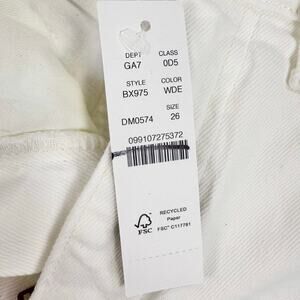 DEPT CLASS
GA7 0D5
STYLE COLOR
BX975 WDE
SIZE
DM0574 26
099107275372
RECYCLED
Paper
FSC
FSC® C117781